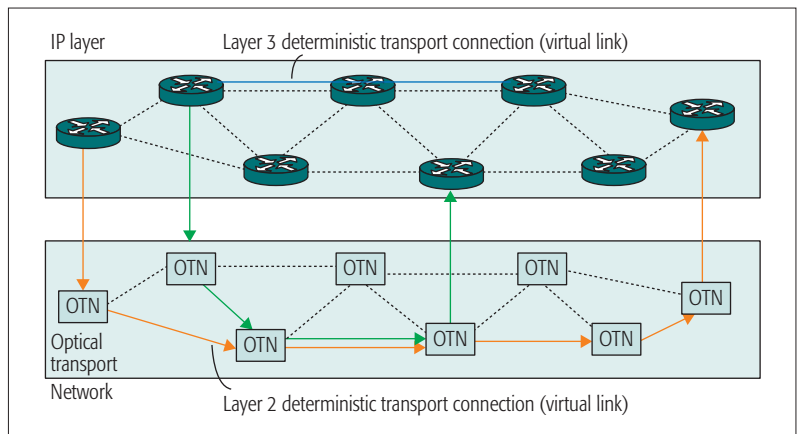 IP layer
Layer 3 deterministic transport connection (virtual link)
OTN
OTN
OTN
OTN
OTN
OTN
OTN
OTN
Optical
transport
Network
Layer 2 deterministic transport connection (virtual link)